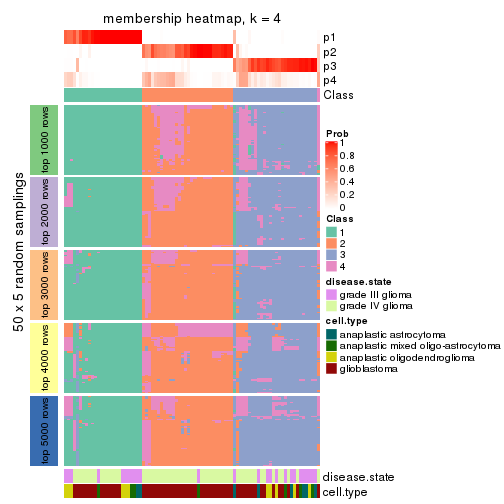 membership heatmap, k = 4
p1
p2
p3
p4
Class
50 x 5 random samplings
top 1000 rows
top 2000 rows
top 3000 rows
top 4000 rows
top 5000 rows
Prob
1
0.8
0.6
0.4
0.2
0
Class
1
2
3
4
disease.state
grade III glioma
grade IV glioma
cell.type
anaplastic astrocytoma
anaplastic mixed oligo-astrocytoma
anaplastic oligodendroglioma
glioblastoma
disease.state
cell.type